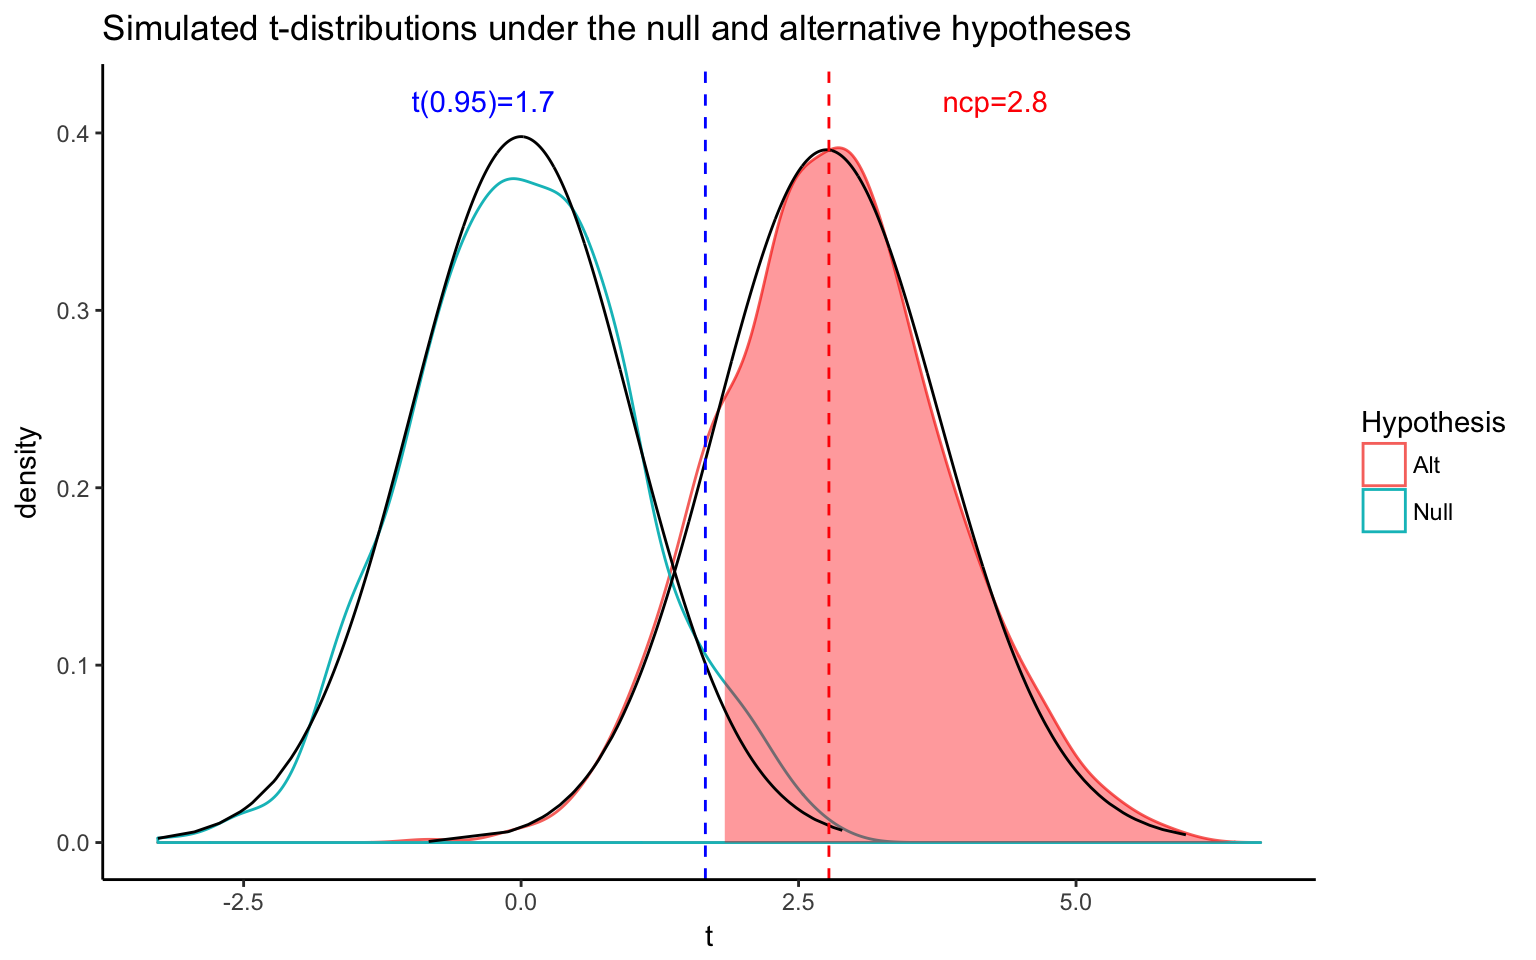 Simulated t-distributions under the null and alternative hypotheses
t(0.95)=1.7
ncp=2.8
0.4
0.3
0.2
0.1
0.0
density
-2.5
0.0
2.5
5.0
t
Hypothesis
Alt
Null